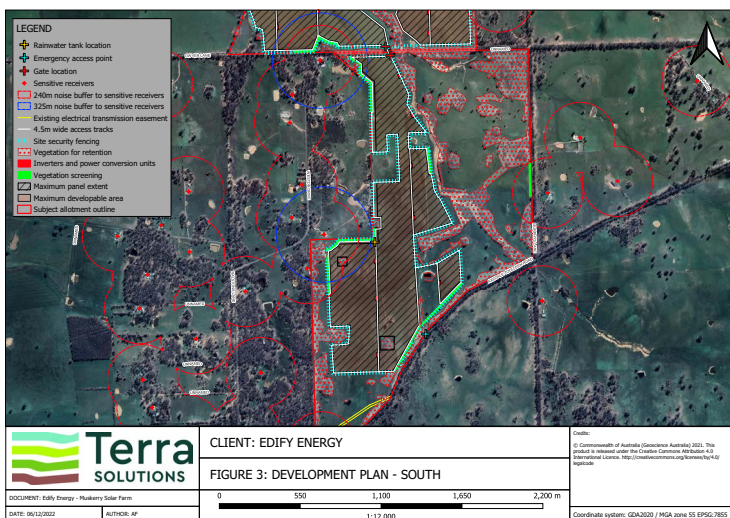 LEGEND
Rainwater tank location
Emergency access point
Gate location
Sensitive receivers
240m noise buffer to sensitive receivers
325m noise buffer to sensitive receivers
Existing electrical transmission easement
4.5m wide access tracks
Site security fencing
Vegetation for retention
Inverters and power conversion units
Vegetation screening
Maximum panel extent
Maximum developable area
Subject allotment outline
UNNAMED
UNNAMED
UNNAMED
UNNAMED
UNNAMED
Terra
SOLUTIONS
DOCUMENT: Edify Energy - Muskerry Solar Farm
DATE: 06/12/2022
AUTHOR: AF
CLIENT: EDIFY ENERGY
FIGURE 3: DEVELOPMENT PLAN - SOUTH
0 550 1,100 1,650 2,200 m
1:12,000
Credits:
© Commonwealth of Australia (Geoscience Australia) 2021. This
product is released under the Creative Commons Attribution 4.0
International Licence. http://creativecommons.org/licenses/by/4.0/
legalcode
Coordinate system: GDA2020 / MGA zone 55 EPSG:7855